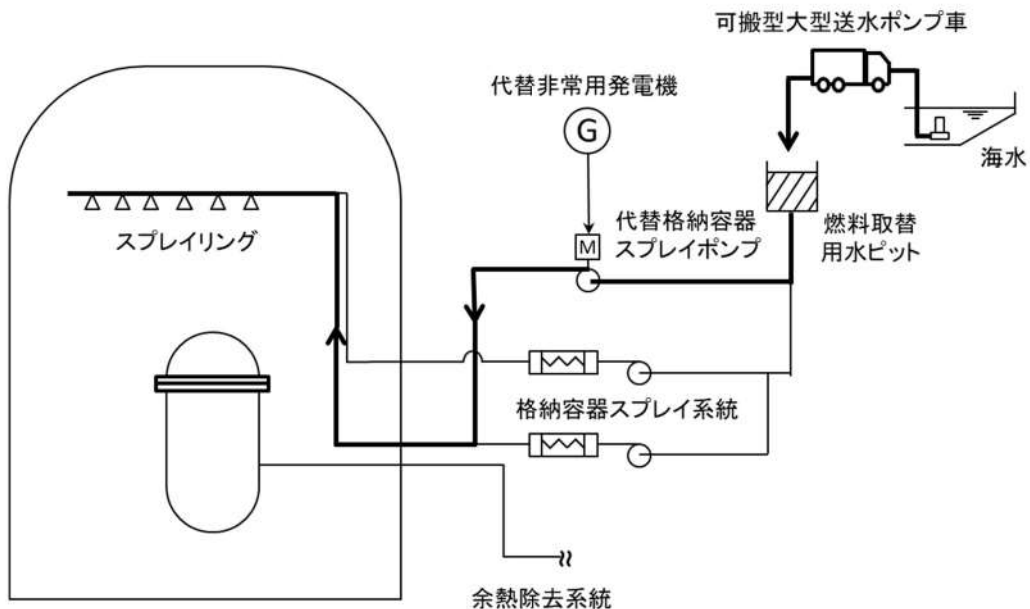 可搬型大型送水ポンプ車
代替非常用発電機
G
海水
代替格納容器
スプレイポンプ
M
燃料取替
用水ピット
スプレイリング
格納容器スプレイ系統
余熱除去系統